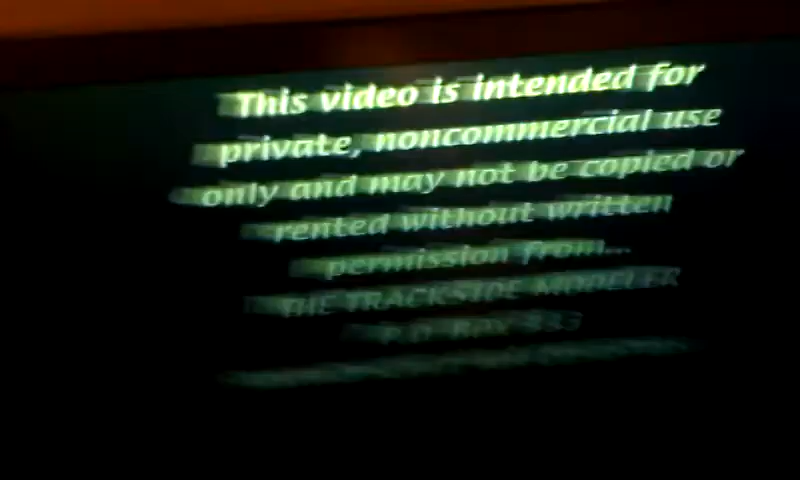 This video is intended for
private, noncommercial use
only and may not be copied or
rented without written
permission from...
THE TRACKSIDE MODELER
P.O. BOX